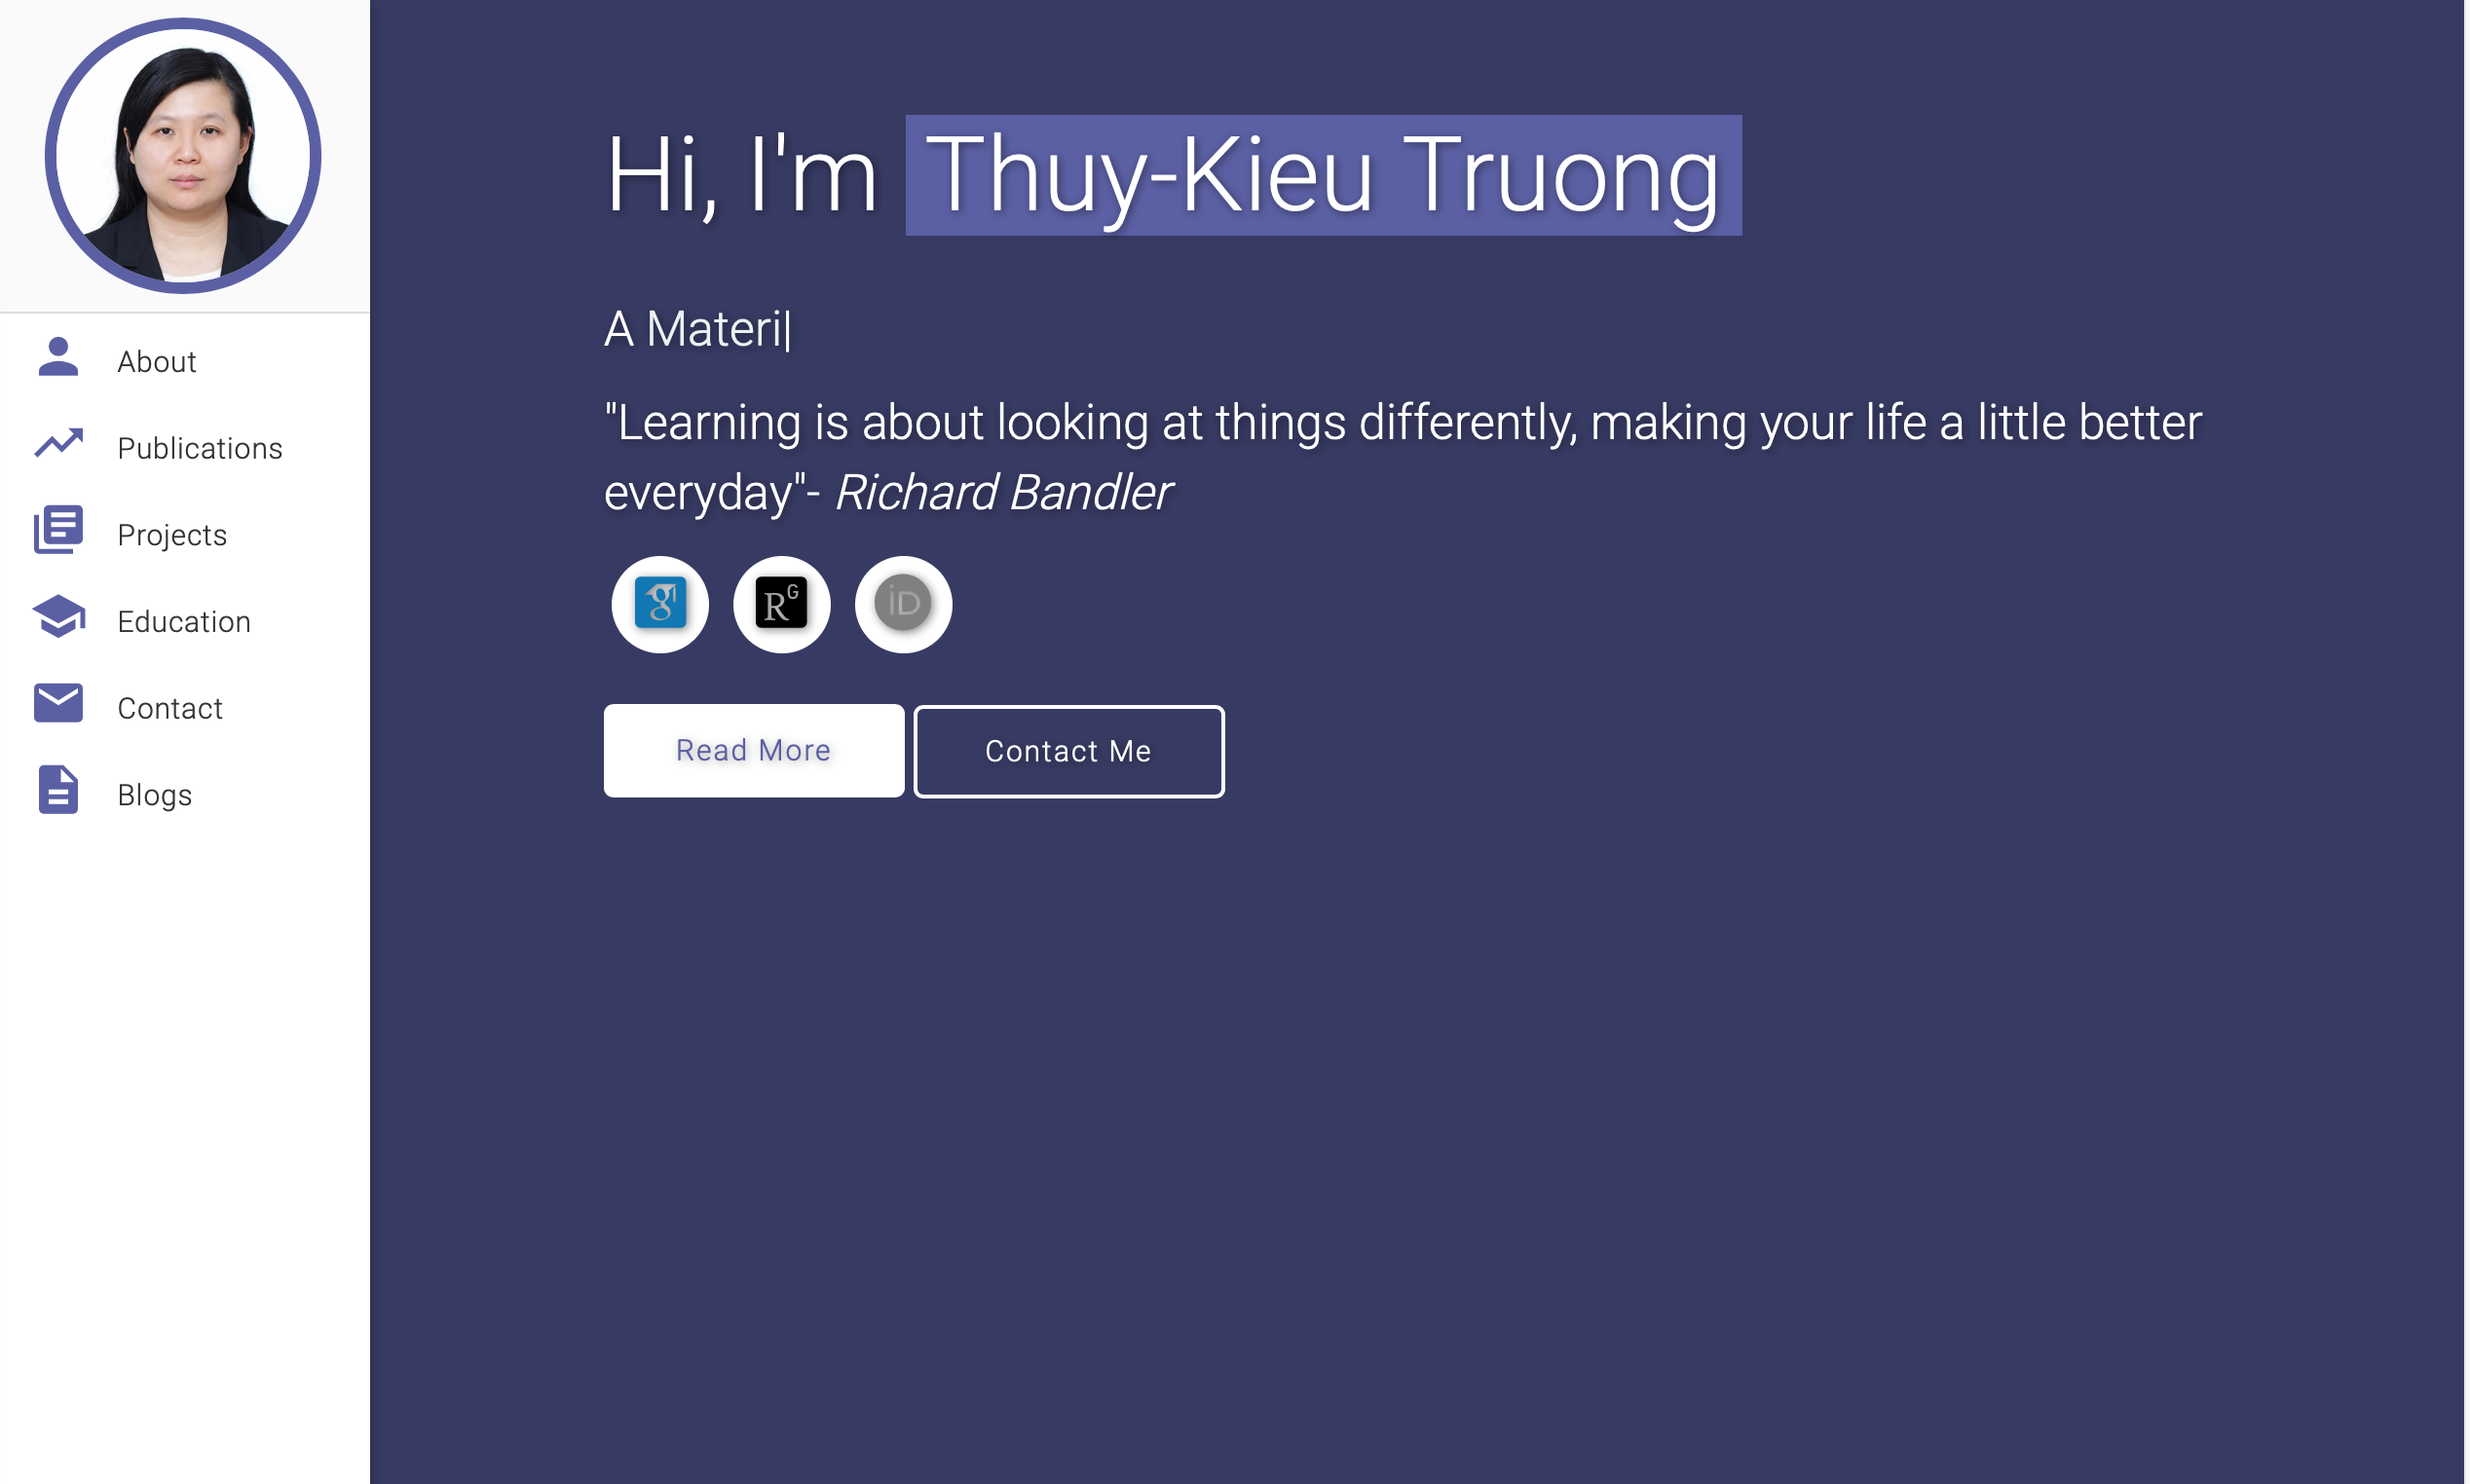 Hi, I'm Thuy-Kieu Truong
A Materi
"Learning is about looking at things differently, making your life a little better
everyday"- Richard Bandler
g
RG
iD
Read More
Contact Me
About
Publications
Projects
Education
Contact
Blogs